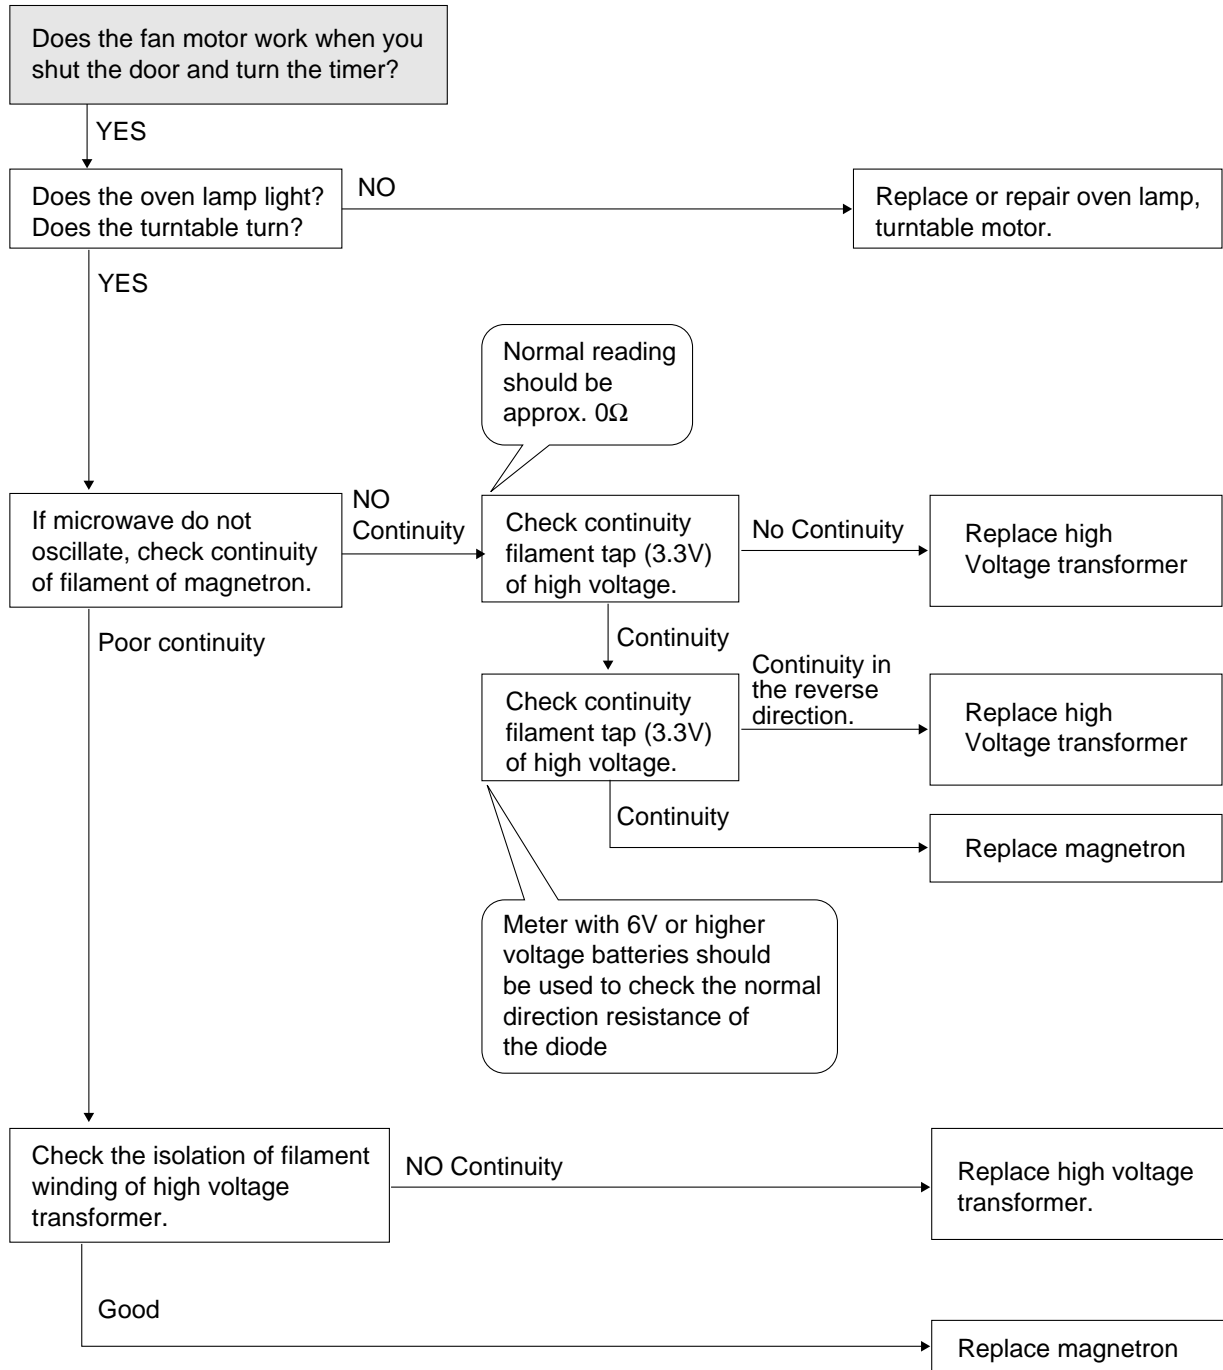 Does the fan motor work when you
shut the door and turn the timer?
YES
Does the oven lamp light?
Does the turntable turn?
NO
Replace or repair oven lamp,
turntable motor.
YES
Normal reading
should be
approx. 0Ω
If microwave do not
oscillate, check continuity
of filament of magnetron.
NO
Continuity
Check continuity
filament tap (3.3V)
of high voltage.
No Continuity
Replace high
Voltage transformer
Poor continuity
Continuity
Check continuity
filament tap (3.3V)
of high voltage.
Continuity in
the reverse
direction.
Replace high
Voltage transformer
Continuity
Replace magnetron
Meter with 6V or higher
voltage batteries should
be used to check the normal
direction resistance of
the diode
Check the isolation of filament
winding of high voltage
transformer.
NO Continuity
Replace high voltage
transformer.
Good
Replace magnetron